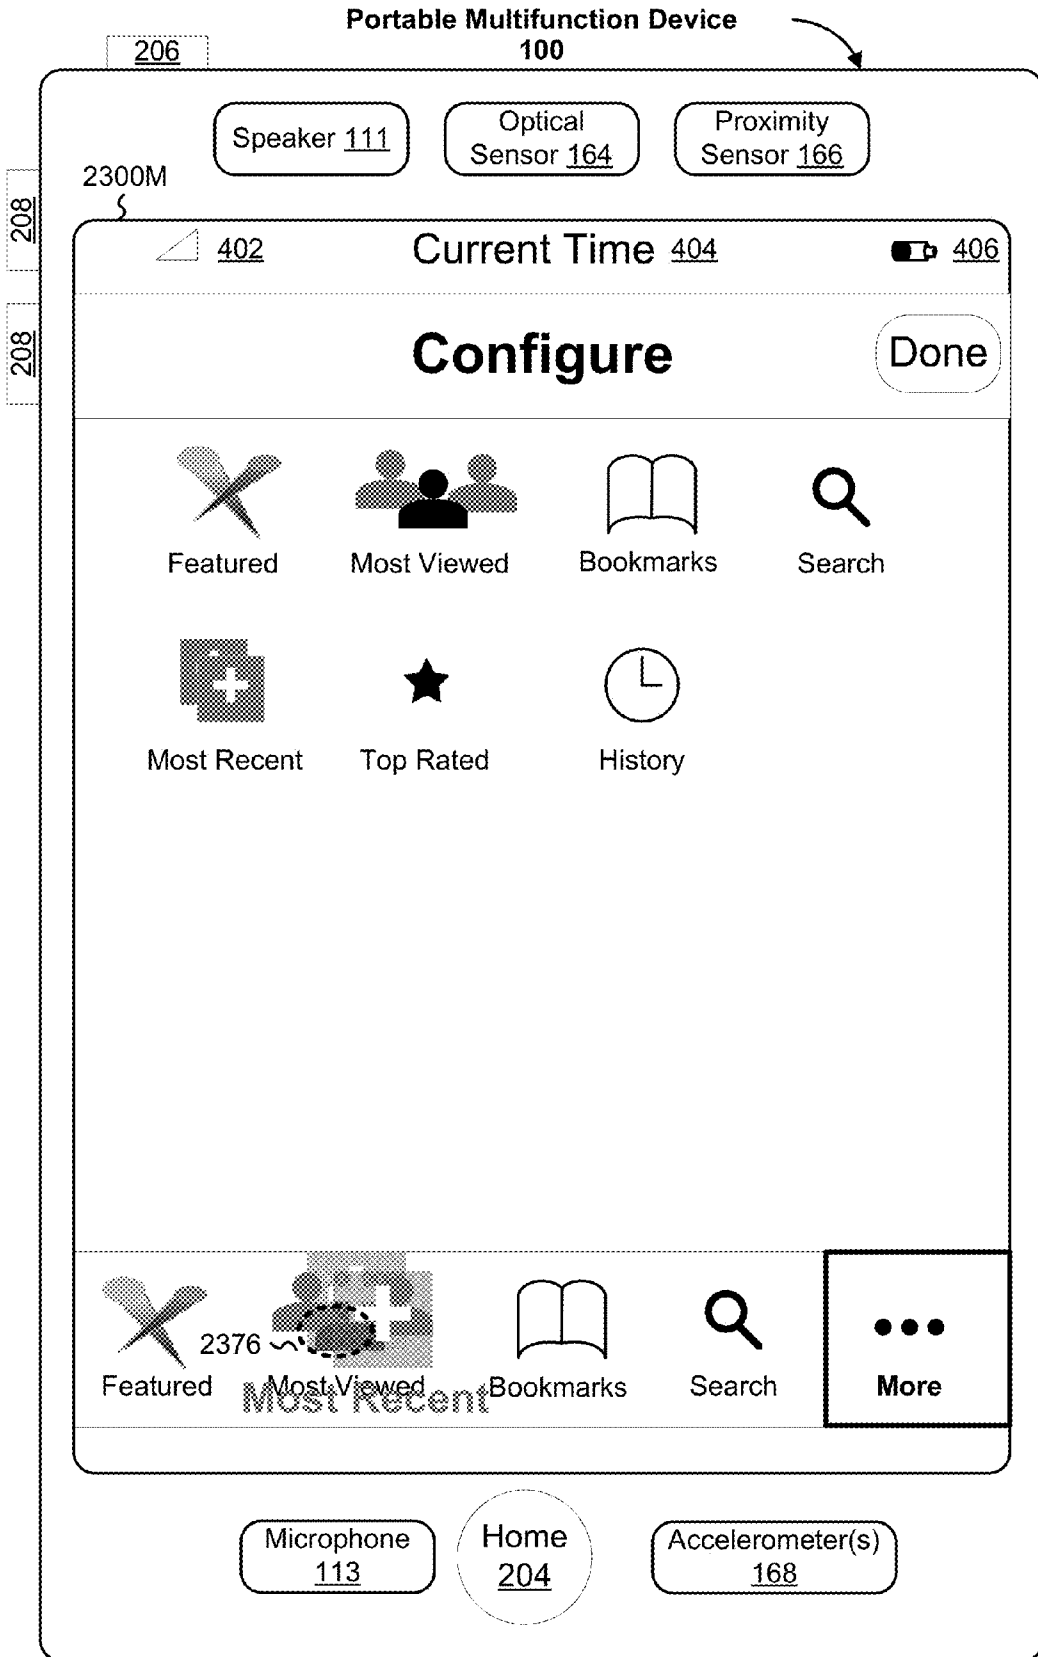 Portable Multifunction Device
100
206
Speaker 111
Optical
Sensor 164
Proximity
Sensor 166
2300M
208
402
Current Time 404
406
208
Configure
Done
Featured
Most Viewed
Bookmarks
Search
Most Recent
Top Rated
History
2376
Featured
Most Viewed
Bookmarks
Search
More
Most Recent
Microphone
113
Home
204
Accelerometer(s)
168